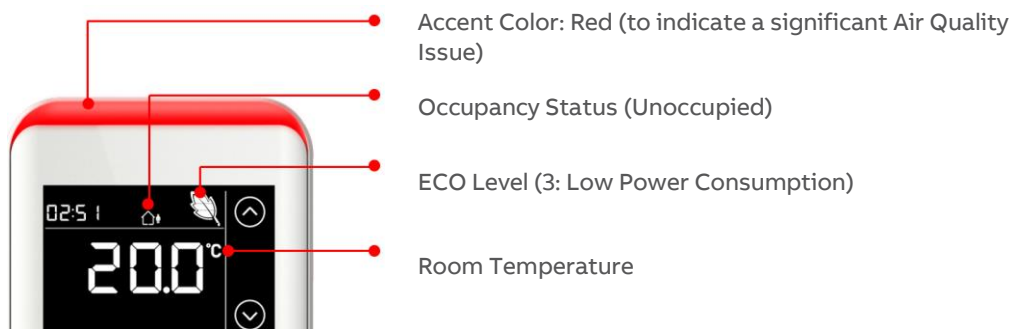 Accent Color: Red (to indicate a significant Air Quality
Issue)
Occupancy Status (Unoccupied)
ECO Level (3: Low Power Consumption)
02:51
20.0°C
Room Temperature